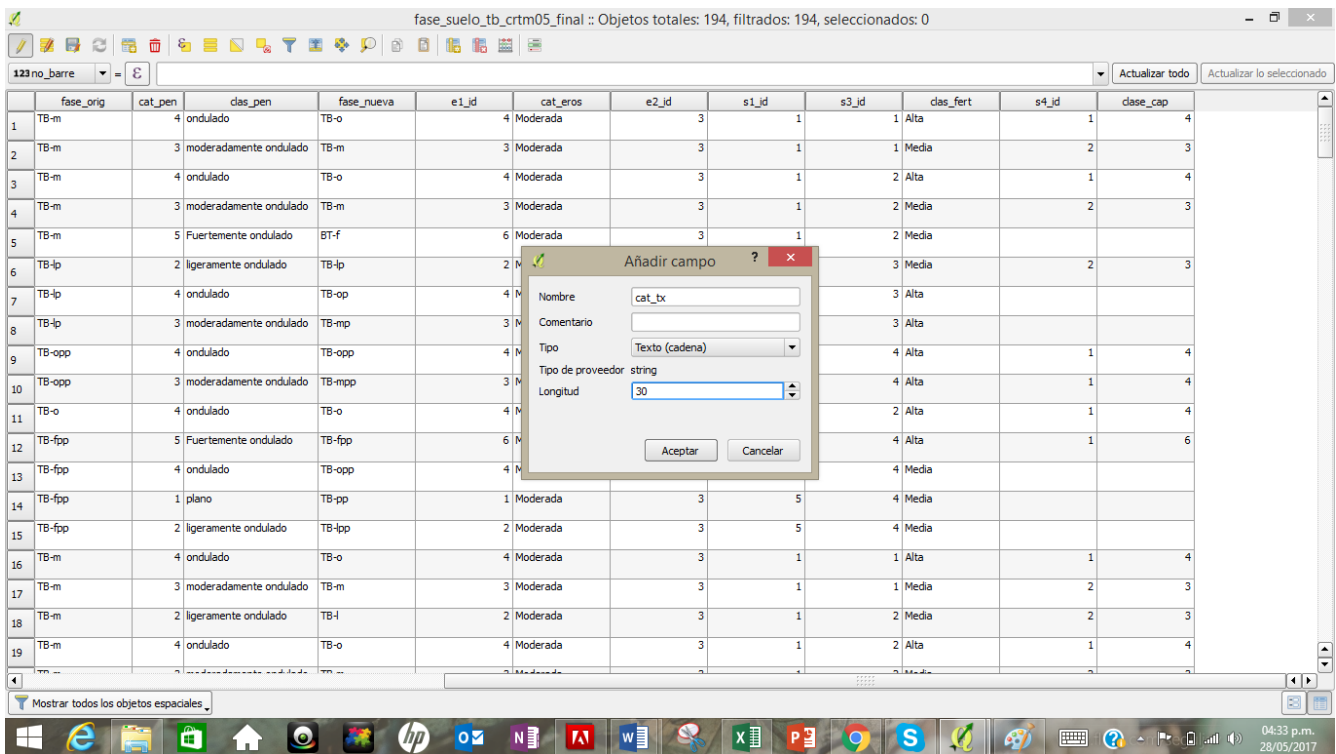 fase_suelo_tb_crtm05_final :: Objetos totales: 194, filtrados: 194, seleccionados: 0
123 no_barre = ε Actualizar todo Actualizar lo seleccionado
fase_orig cat_pen clas_pen fase_nueva e1_id cat_eros e2_id s1_id s3_id clas_fert s4_id clase_cap
1 TB-m 4 ondulado TB-o 4 Moderada 3 1 1 Alta 1 4
2 TB-m 3 moderadamente ondulado TB-m 3 Moderada 3 1 1 Media 2 3
3 TB-m 4 ondulado TB-o 4 Moderada 3 1 2 Alta 1 4
4 TB-m 3 moderadamente ondulado TB-m 3 Moderada 3 1 2 Media 2 3
5 TB-m 5 Fuertemente ondulado BT-f 6 Moderada 3 1 2 Media
6 TB-lp 2 ligeramente ondulado TB-lp 2 M 3 Media 2 3
7 TB-lp 4 ondulado TB-op 4 M 3 Alta
8 TB-lp 3 moderadamente ondulado TB-mp 3 M 3 Alta
9 TB-opp 4 ondulado TB-opp 4 M 4 Alta 1 4
10 TB-opp 3 moderadamente ondulado TB-mpp 3 M 4 Alta 1 4
11 TB-o 4 ondulado TB-o 4 M 2 Alta 1 4
12 TB-fpp 5 Fuertemente ondulado TB-fpp 6 M 4 Alta 1 6
13 TB-fpp 4 ondulado TB-opp 4 M 4 Media
14 TB-fpp 1 plano TB-pp 1 Moderada 3 5 4 Media
15 TB-fpp 2 ligeramente ondulado TB-lpp 2 Moderada 3 5 4 Media
16 TB-m 4 ondulado TB-o 4 Moderada 3 1 1 Alta 1 4
17 TB-m 3 moderadamente ondulado TB-m 3 Moderada 3 1 1 Media 2 3
18 TB-m 2 ligeramente ondulado TB-l 2 Moderada 3 1 2 Media 2 3
19 TB-m 4 ondulado TB-o 4 Moderada 3 1 2 Alta 1 4
Añadir campo ? ×
Nombre cat_tx
Comentario
Tipo Texto (cadena)
Tipo de proveedor string
Longitud 30
Aceptar Cancelar
Mostrar todos los objetos espaciales
04:33 p.m.
28/05/2017